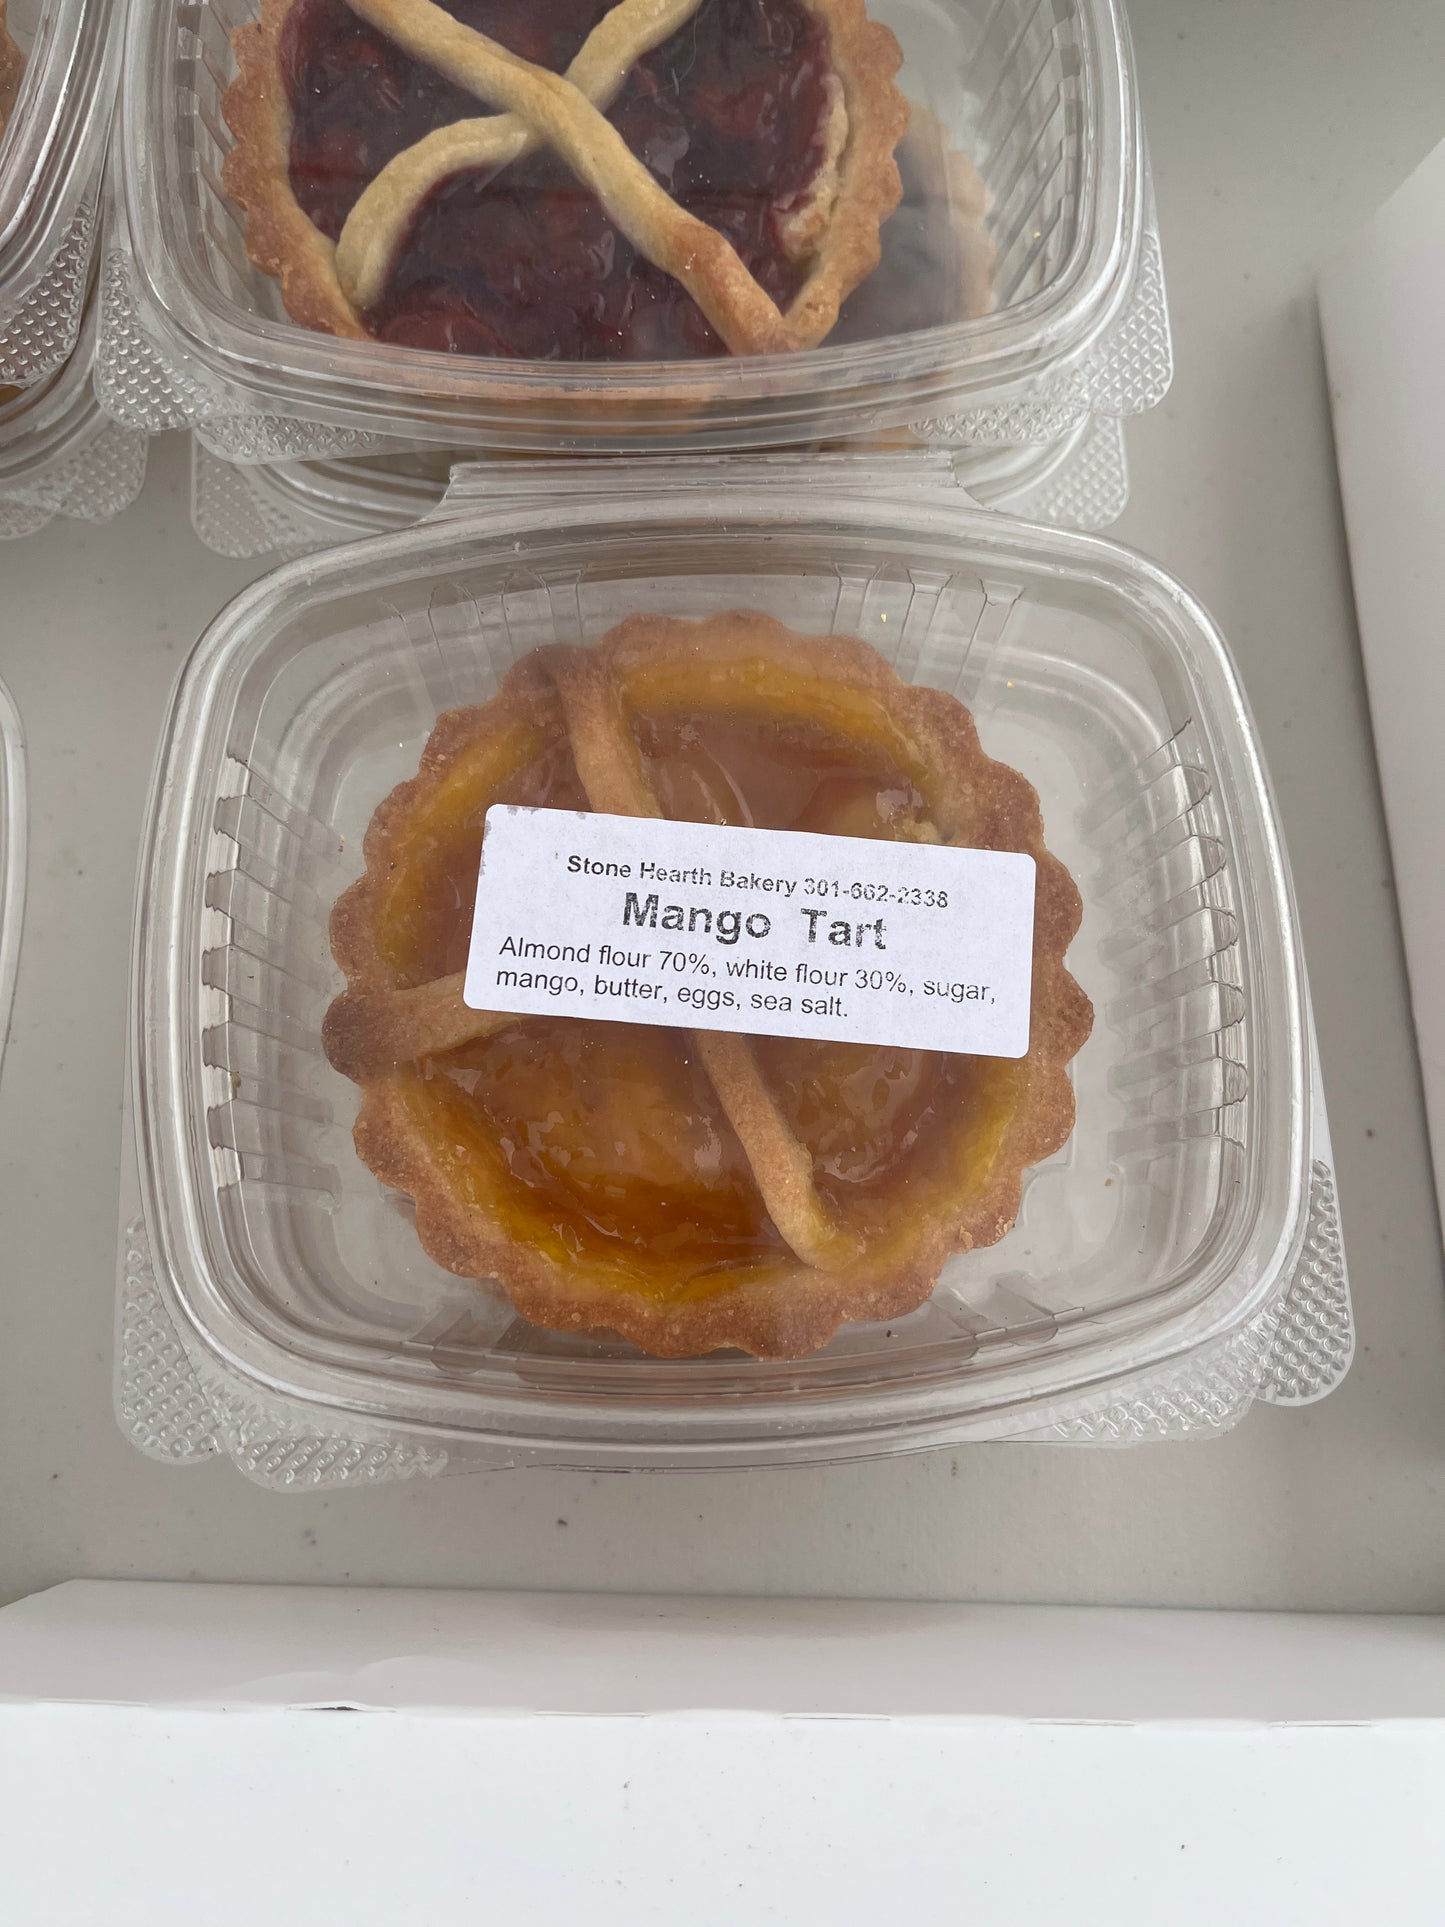 Stone Hearth Bakery 301-662-2338
Mango Tart
Almond flour 70%, white flour 30%, sugar,
mango, butter, eggs, sea salt.